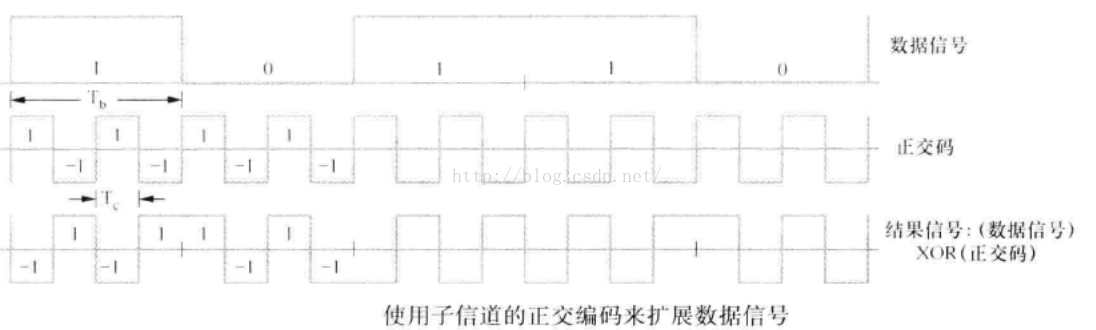 数据信号
1 0 1 1 0
T_b
1 1 1 1
正交码
-1 -1 -1 -1
http://blog.csdn.net/
T_c
结果信号:(数据信号)
1 1 1 1
XOR(正交码)
-1 -1 -1 -1
使用子信道的正交编码来扩展数据信号